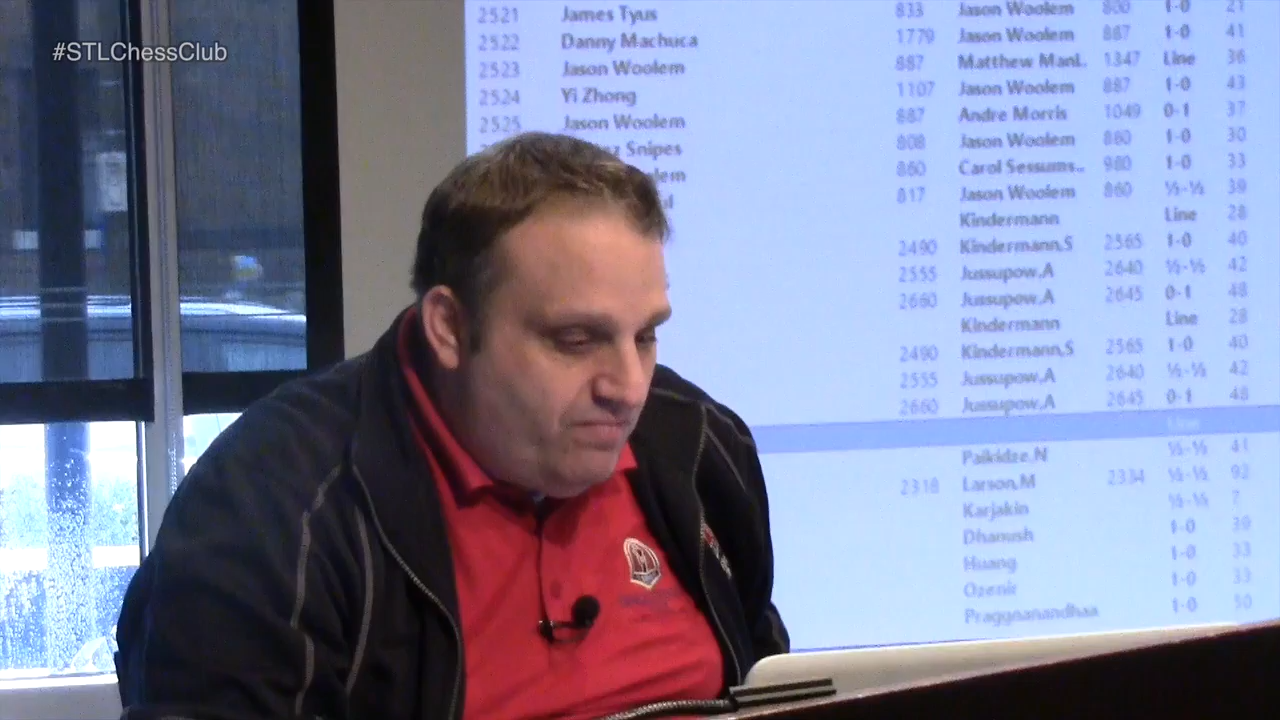 #STLChessClub
2521 James Tyus 833 Jason Woolem 800 1-0 21
2522 Danny Machuca 1779 Jason Woolem 887 1-0 41
2523 Jason Woolem 887 Matthew Manl.. 1347 Line 36
2524 Yi Zhong 1107 Jason Woolem 887 1-0 43
2525 Jason Woolem 887 Andre Morris 1049 0-1 37
Snipes 808 Jason Woolem 860 1-0 30
860 Carol Sessums.. 980 1-0 33
817 Jason Woolem 860 ½-½ 39
Kindermann Line 28
2490 Kindermann,S 2565 1-0 40
2555 Jussupow,A 2640 ½-½ 42
2660 Jussupow,A 2645 0-1 48
Kindermann Line 28
2490 Kindermann,S 2565 1-0 40
2555 Jussupow,A 2640 ½-½ 42
2660 Jussupow,A 2645 0-1 48
Line
Paikidze,N ½-½ 41
2318 Larson,M 2334 ½-½ 92
Karjakin ½-½ 7
Dhanush 1-0 39
Huang 1-0 33
Ozenir 1-0 33
Praggnanandhaa 1-0 50